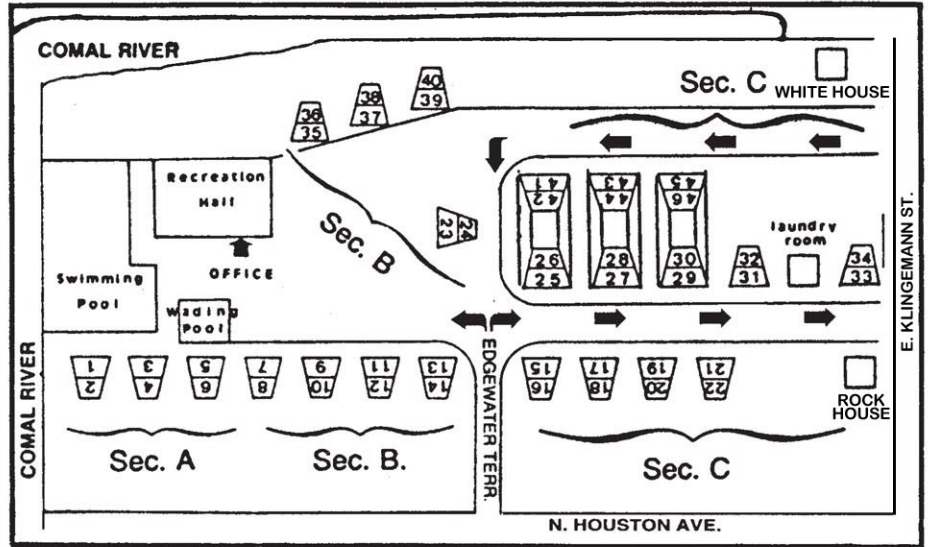 COMAL RIVER
40
39
38
37
36
35
Sec. C
WHITE HOUSE
Recreation
Hall
OFFICE
Swimming
Pool
Wading
Pool
Sec. B
23
24
41
42
43
44
45
46
26
25
28
27
30
29
32
31
laundry
room
34
33
E. KLINGEMANN ST.
1
2
3
4
5
6
7
8
9
10
11
12
13
14
EDGEWATER TERR.
15
16
17
18
19
20
21
22
ROCK
HOUSE
COMAL RIVER
Sec. A
Sec. B.
Sec. C
N. HOUSTON AVE.